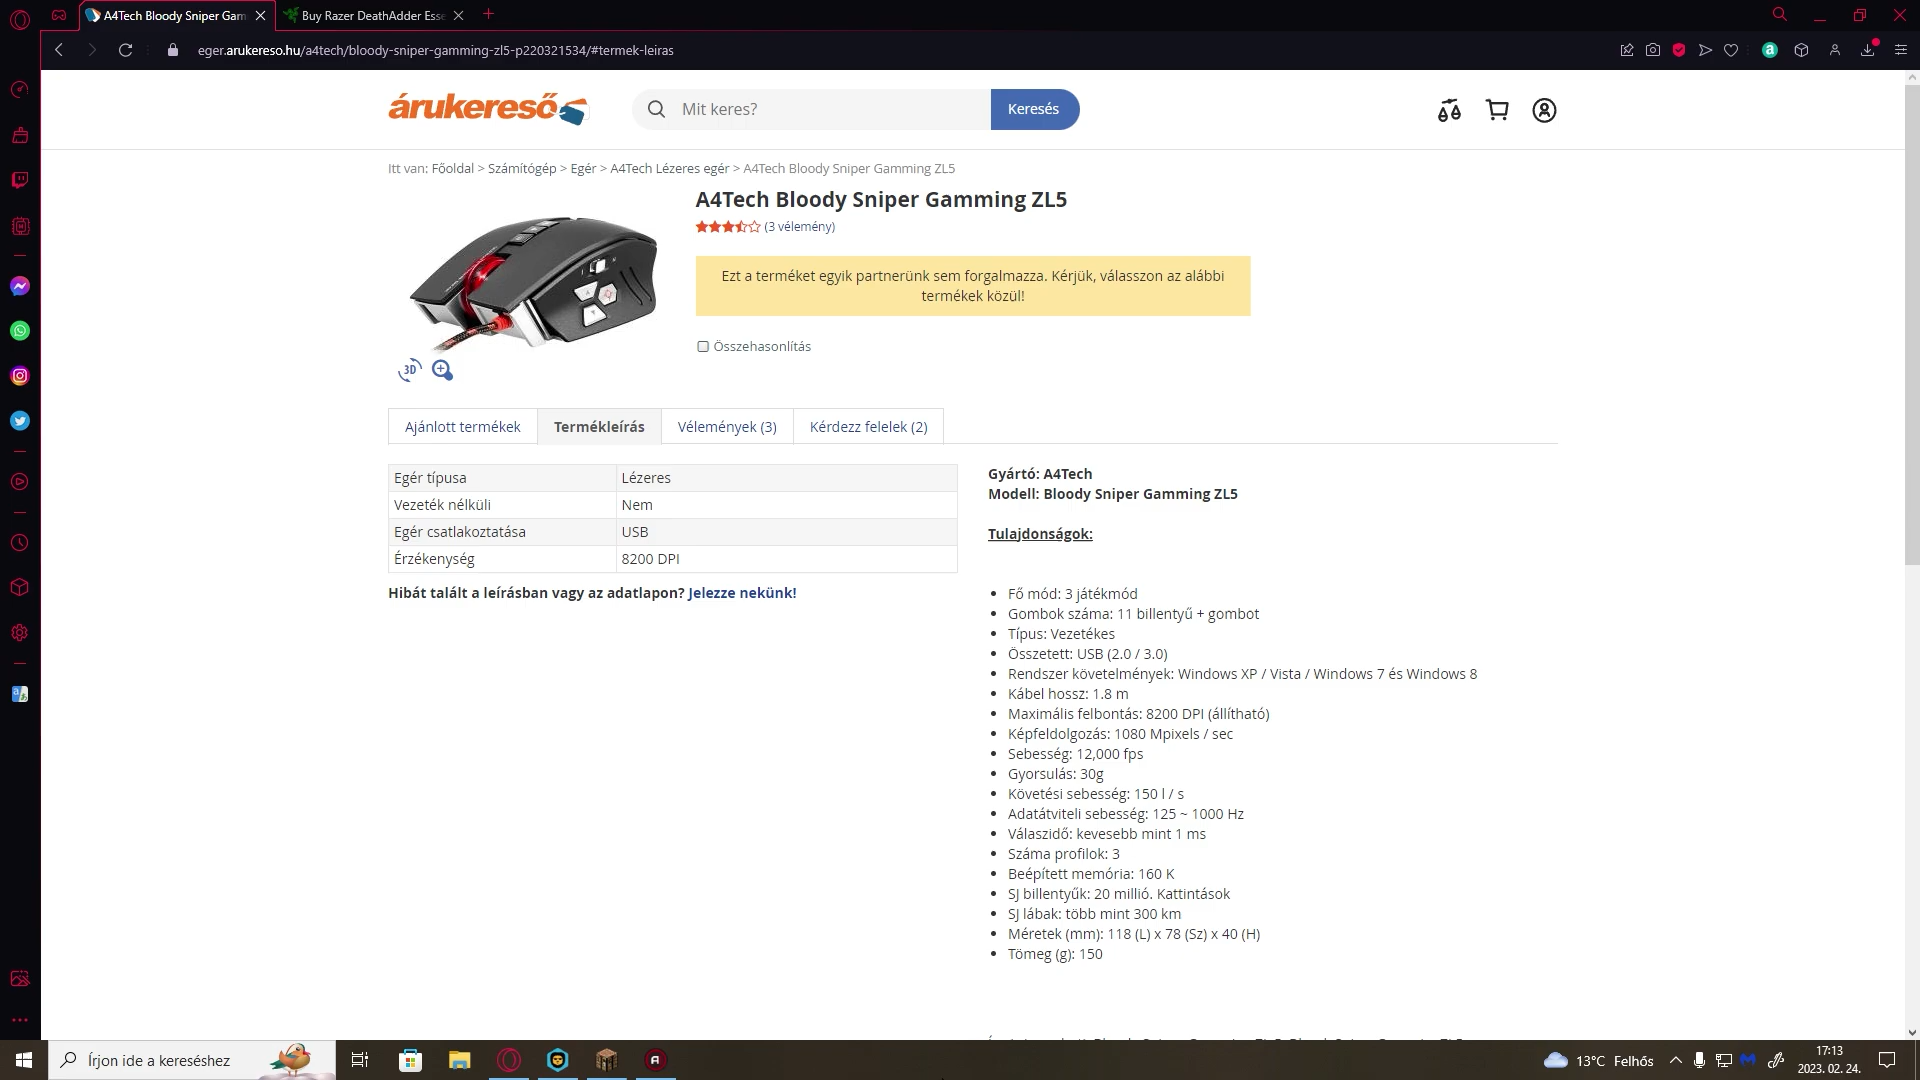 A4Tech Bloody Sniper Gam
Buy Razer DeathAdder Esse
eger.arukereso.hu/a4tech/bloody-sniper-gamming-zl5-p220321534/#termek-leiras
árukereső
Mit keres?
Keresés
Itt van: Főoldal > Számítógép > Egér > A4Tech Lézeres egér > A4Tech Bloody Sniper Gamming ZL5
A4Tech Bloody Sniper Gamming ZL5
(3 vélemény)
Ezt a terméket egyik partnerünk sem forgalmazza. Kérjük, válasszon az alábbi
termékek közül!
Összehasonlítás
3D
Ajánlott termékek
Termékleírás
Vélemények (3)
Kérdezz felelek (2)
Egér típusa Lézeres
Vezeték nélküli Nem
Egér csatlakoztatása USB
Érzékenység 8200 DPI
Hibát talált a leírásban vagy az adatlapon? Jelezze nekünk!
Gyártó: A4Tech
Modell: Bloody Sniper Gamming ZL5
Tulajdonságok:
• Fő mód: 3 játékmód
• Gombok száma: 11 billentyű + gombot
• Típus: Vezetékes
• Összetett: USB (2.0 / 3.0)
• Rendszer követelmények: Windows XP / Vista / Windows 7 és Windows 8
• Kábel hossz: 1.8 m
• Maximális felbontás: 8200 DPI (állítható)
• Képfeldolgozás: 1080 Mpixels / sec
• Sebesség: 12,000 fps
• Gyorsulás: 30g
• Követési sebesség: 150 l / s
• Adatátviteli sebesség: 125 ~ 1000 Hz
• Válaszidő: kevesebb mint 1 ms
• Száma profilok: 3
• Beépített memória: 160 K
• SJ billentyűk: 20 millió. Kattintások
• SJ lábak: több mint 300 km
• Méretek (mm): 118 (L) x 78 (Sz) x 40 (H)
• Tömeg (g): 150
Írjon ide a kereséshez
13°C Felhős
17:13
2023. 02. 24.